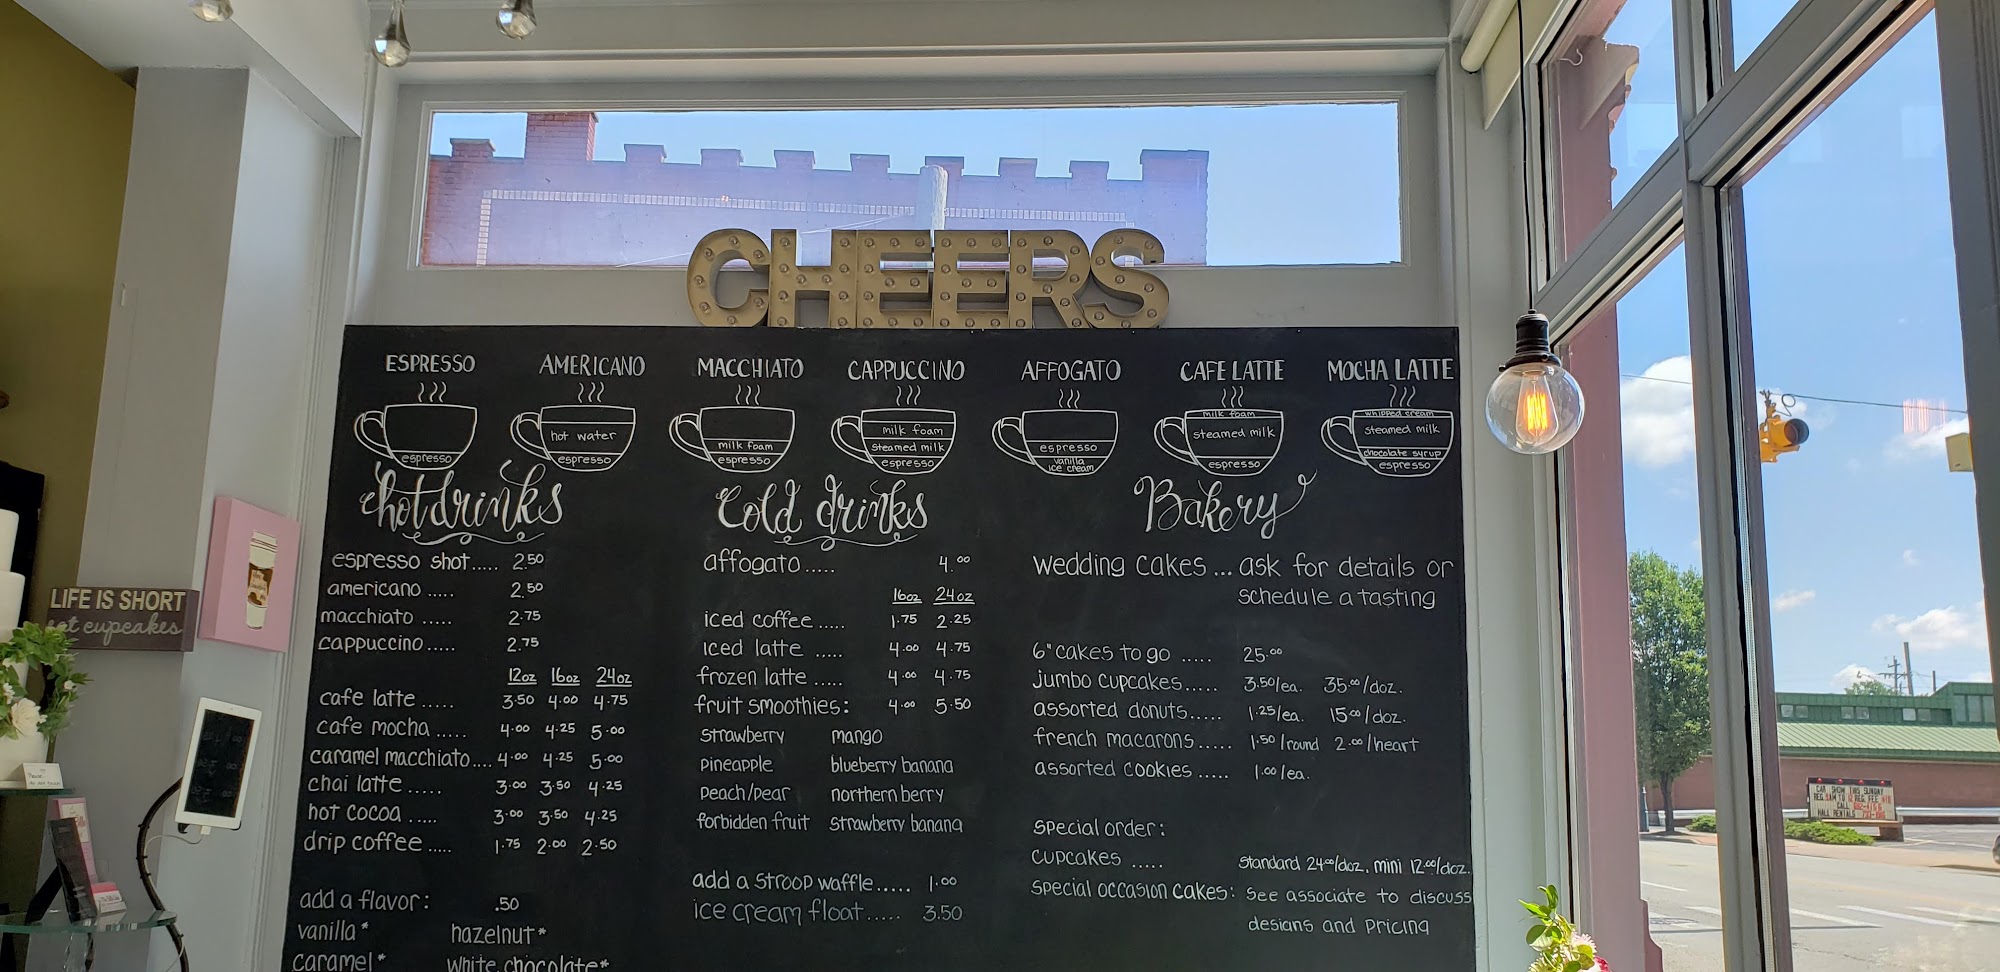 CHEERS
ESPRESSO
espresso
AMERICANO
hot water
espresso
MACCHIATO
milk foam
espresso
CAPPUCCINO
milk foam
steamed milk
espresso
AFFOGATO
espresso
vanilla
ice cream
CAFE LATTE
milk foam
steamed milk
espresso
MOCHA LATTE
whipped cream
steamed milk
chocolate syrup
espresso
hot drinks
espresso shot..... 2.50
americano ..... 2.50
macchiato ..... 2.75
cappuccino ..... 2.75
12oz 16oz 24oz
cafe latte ..... 3.50 4.00 4.75
cafe mocha ..... 4.00 4.25 5.00
caramel macchiato.... 4.00 4.25 5.00
chai latte ..... 3.00 3.50 4.25
hot cocoa ..... 3.00 3.50 4.25
drip coffee ..... 1.75 2.00 2.50
add a flavor: .50
vanilla* hazelnut*
caramel* white chocolate*
Cold drinks
affogato ..... 4.00
16oz 24oz
iced coffee ..... 1.75 2.25
iced latte ..... 4.00 4.75
frozen latte ..... 4.00 4.75
fruit smoothies: 4.00 5.50
strawberry mango
pineapple blueberry banana
peach/pear northern berry
forbidden fruit strawberry banana
add a stroop waffle ..... 1.00
ice cream float ..... 3.50
Bakery
wedding cakes ... ask for details or
schedule a tasting
6" cakes to go ..... 25.00
jumbo cupcakes ..... 3.50/ea. 35.00/doz.
assorted donuts ..... 1.25/ea. 15.00/doz.
french macarons ..... 1.50/round 2.00/heart
assorted cookies ..... 1.00/ea.
special order:
cupcakes ..... standard 24.00/doz, mini 12.00/doz.
special occasion cakes: see associate to discuss
designs and pricing
LIFE IS SHORT
eat cupcakes
CAR SHOW THIS SUNDAY
CALL
HALL RENTALS